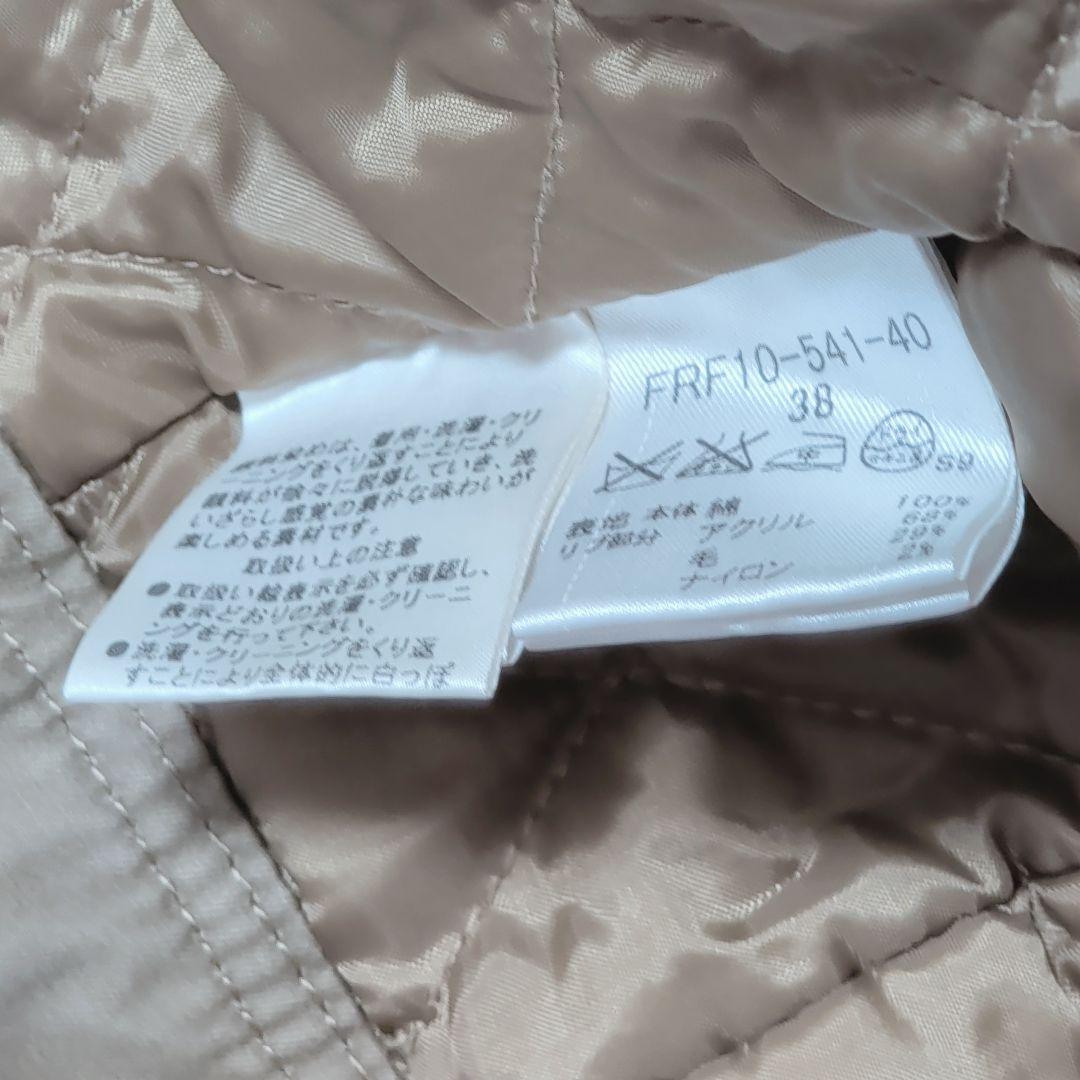 顔料染めは、着用・洗濯・クリ
ーニングをくり返すことにより
顔料が徐々に脱落していき、洗
いざらし感覚の豊かな味わいが
楽しめる素材です。
取扱い上の注意
●取扱い絵表示を必ず確認し、
表示どおりの洗濯・クリーニ
ングを行って下さい。
●洗濯・クリーニングをくり返
すことにより全体的に白っぽ
FRF10-541-40
38
S9
表地 本体 綿 100%
リブ部分 アクリル 68%
毛 29%
ナイロン 2%